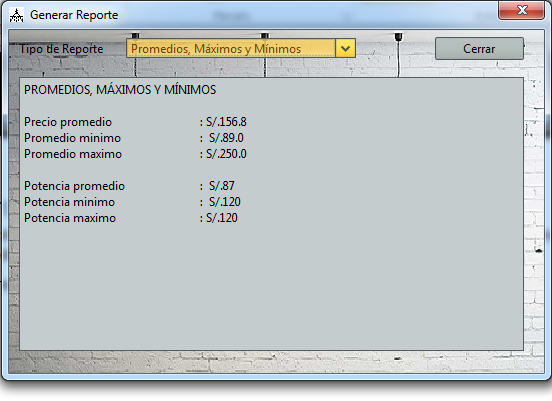 Generar Reporte
Tipo de Reporte
Promedios, Máximos y Mínimos
Cerrar
PROMEDIOS, MÁXIMOS Y MÍNIMOS
Precio promedio : S/.156.8
Promedio minimo : S/.89.0
Promedio maximo : S/.250.0
Potencia promedio : S/.87
Potencia minimo : S/.120
Potencia maximo : S/.120